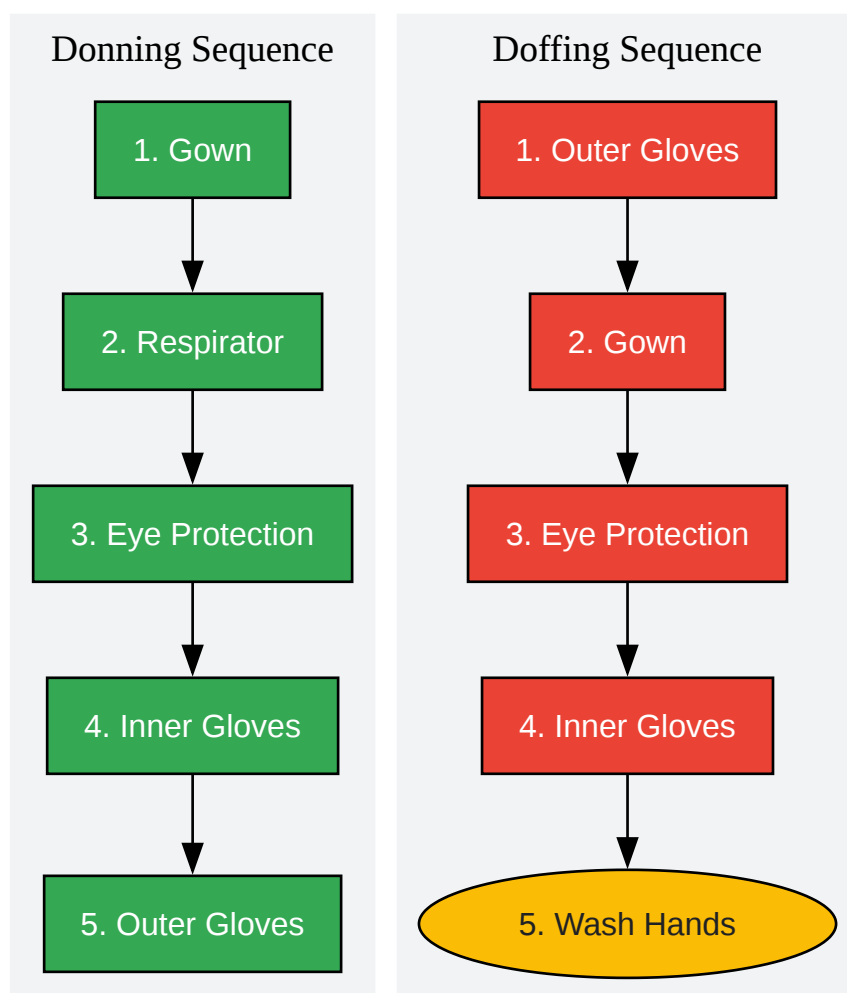 Donning Sequence
1. Gown
2. Respirator
3. Eye Protection
4. Inner Gloves
5. Outer Gloves
Doffing Sequence
1. Outer Gloves
2. Gown
3. Eye Protection
4. Inner Gloves
5. Wash Hands